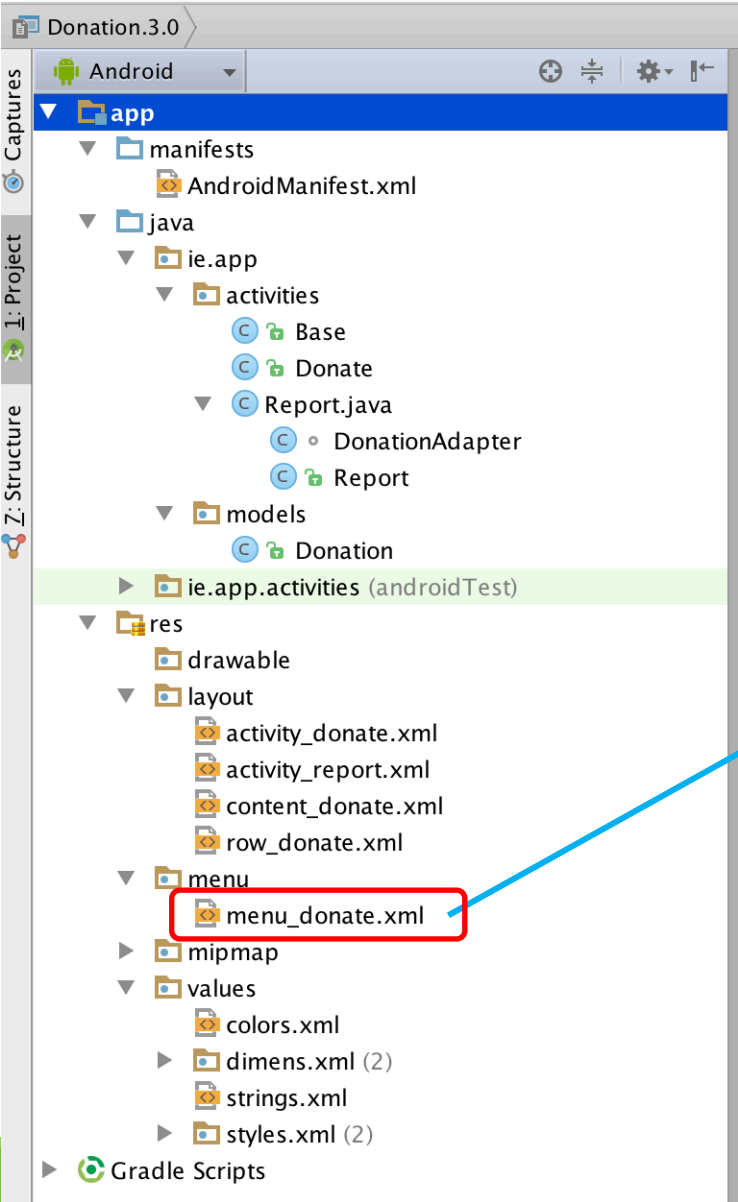 Donation.3.0
Android
Captures
1: Project
Z: Structure
app
manifests
AndroidManifest.xml
java
ie.app
activities
Base
Donate
Report.java
DonationAdapter
Report
models
Donation
ie.app.activities (androidTest)
res
drawable
layout
activity_donate.xml
activity_report.xml
content_donate.xml
row_donate.xml
menu
menu_donate.xml
mipmap
values
colors.xml
dimens.xml (2)
strings.xml
styles.xml (2)
Gradle Scripts